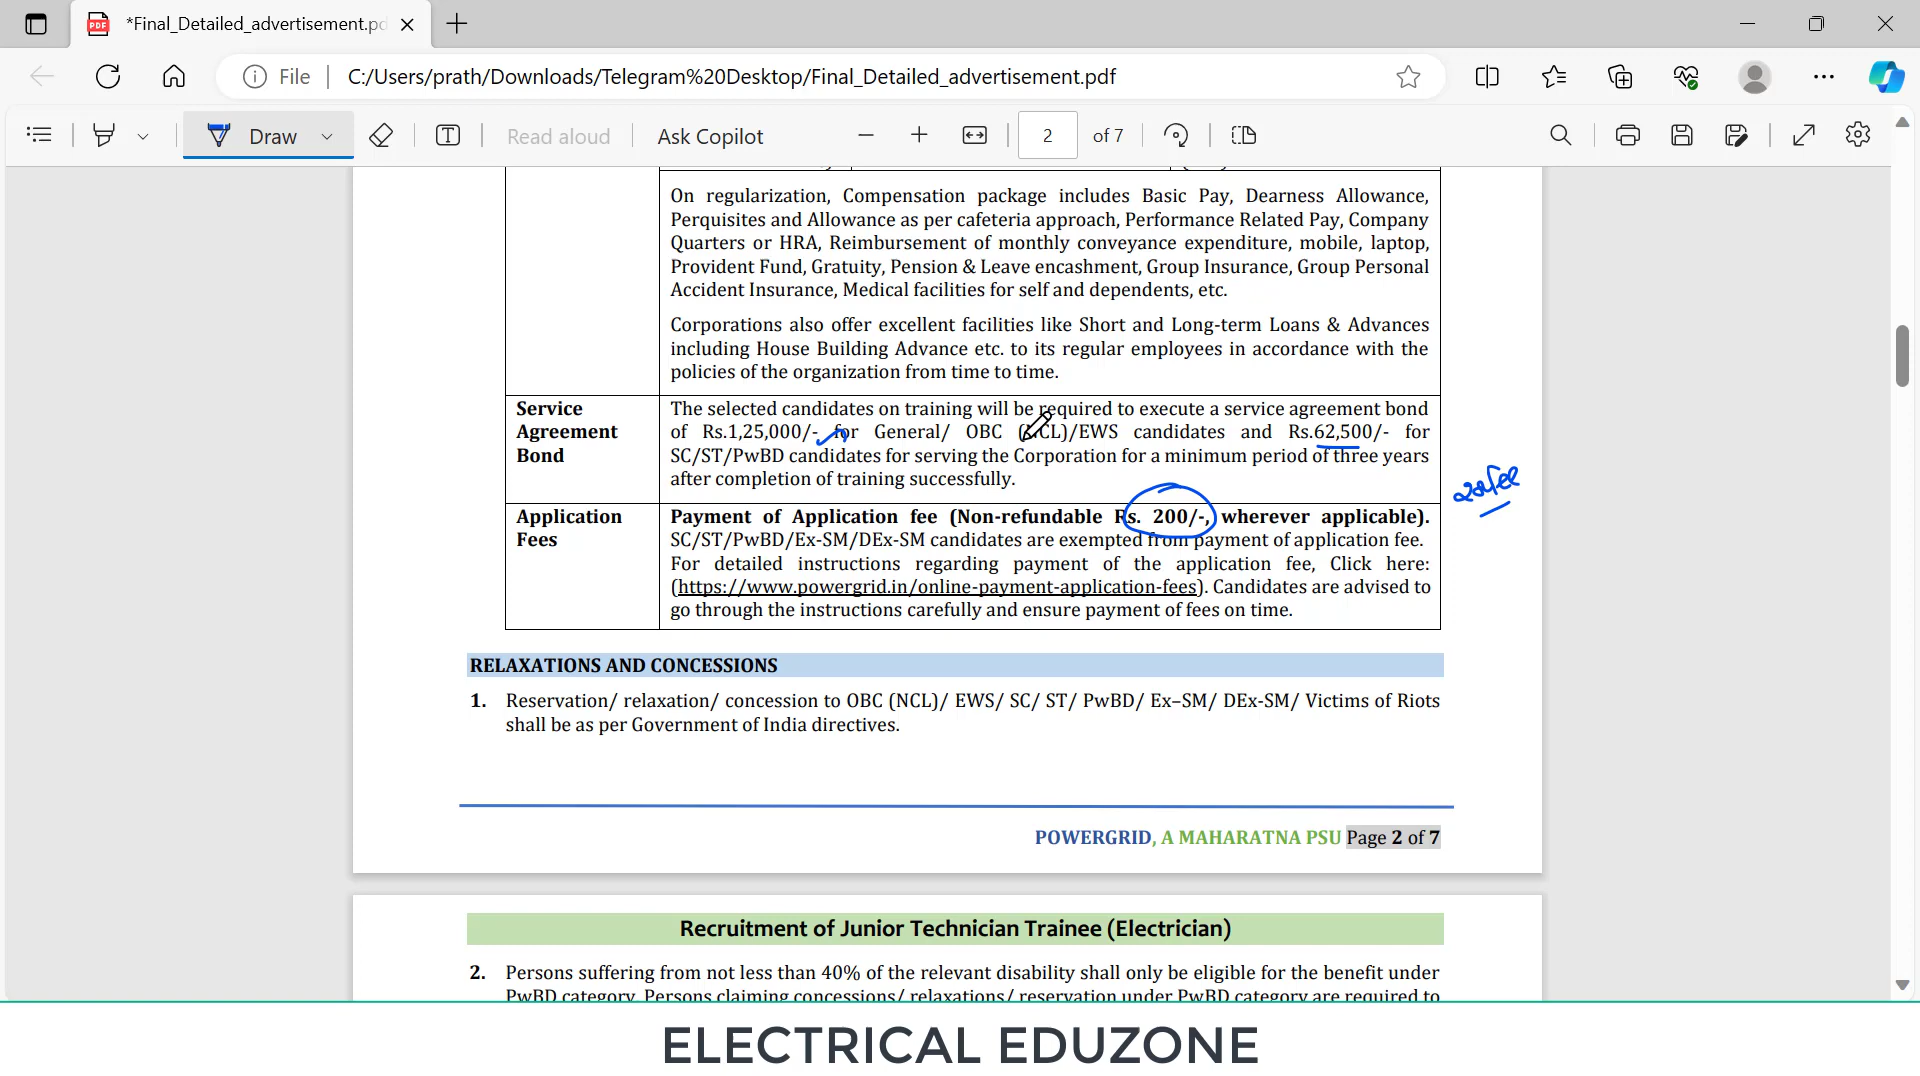 *Final_Detailed_advertisement.pd
File
C:/Users/prath/Downloads/Telegram%20Desktop/Final_Detailed_advertisement.pdf
Draw
Read aloud
Ask Copilot
2
of 7
On regularization, Compensation package includes Basic Pay, Dearness Allowance,
Perquisites and Allowance as per cafeteria approach, Performance Related Pay, Company
Quarters or HRA, Reimbursement of monthly conveyance expenditure, mobile, laptop,
Provident Fund, Gratuity, Pension & Leave encashment, Group Insurance, Group Personal
Accident Insurance, Medical facilities for self and dependents, etc.
Corporations also offer excellent facilities like Short and Long-term Loans & Advances
including House Building Advance etc. to its regular employees in accordance with the
policies of the organization from time to time.
Service
Agreement
Bond
The selected candidates on training will be required to execute a service agreement bond
of Rs.1,25,000/- for General/ OBC (NCL)/EWS candidates and Rs.62,500/- for
SC/ST/PwBD candidates for serving the Corporation for a minimum period of three years
after completion of training successfully.
Application
Fees
Payment of Application fee (Non-refundable Rs. 200/-, wherever applicable).
SC/ST/PwBD/Ex-SM/DEx-SM candidates are exempted from payment of application fee.
For detailed instructions regarding payment of the application fee, Click here:
(https://www.powergrid.in/online-payment-application-fees). Candidates are advised to
go through the instructions carefully and ensure payment of fees on time.
RELAXATIONS AND CONCESSIONS
1. Reservation/ relaxation/ concession to OBC (NCL)/ EWS/ SC/ ST/ PwBD/ Ex–SM/ DEx-SM/ Victims of Riots
shall be as per Government of India directives.
POWERGRID, A MAHARATNA PSU Page 2 of 7
Recruitment of Junior Technician Trainee (Electrician)
2. Persons suffering from not less than 40% of the relevant disability shall only be eligible for the benefit under
PwBD category. Persons claiming concessions/ relaxations/ reservation under PwBD category are required to
ELECTRICAL EDUZONE